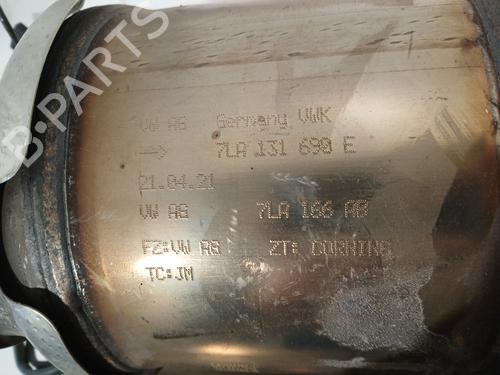 B-PARTS
VW AG Germany VWK
→ 7LA 131 690 E
21.04.21
VW AG 7LA 166 AB
FZ:VW AG ZT: CORNING
TC:JM